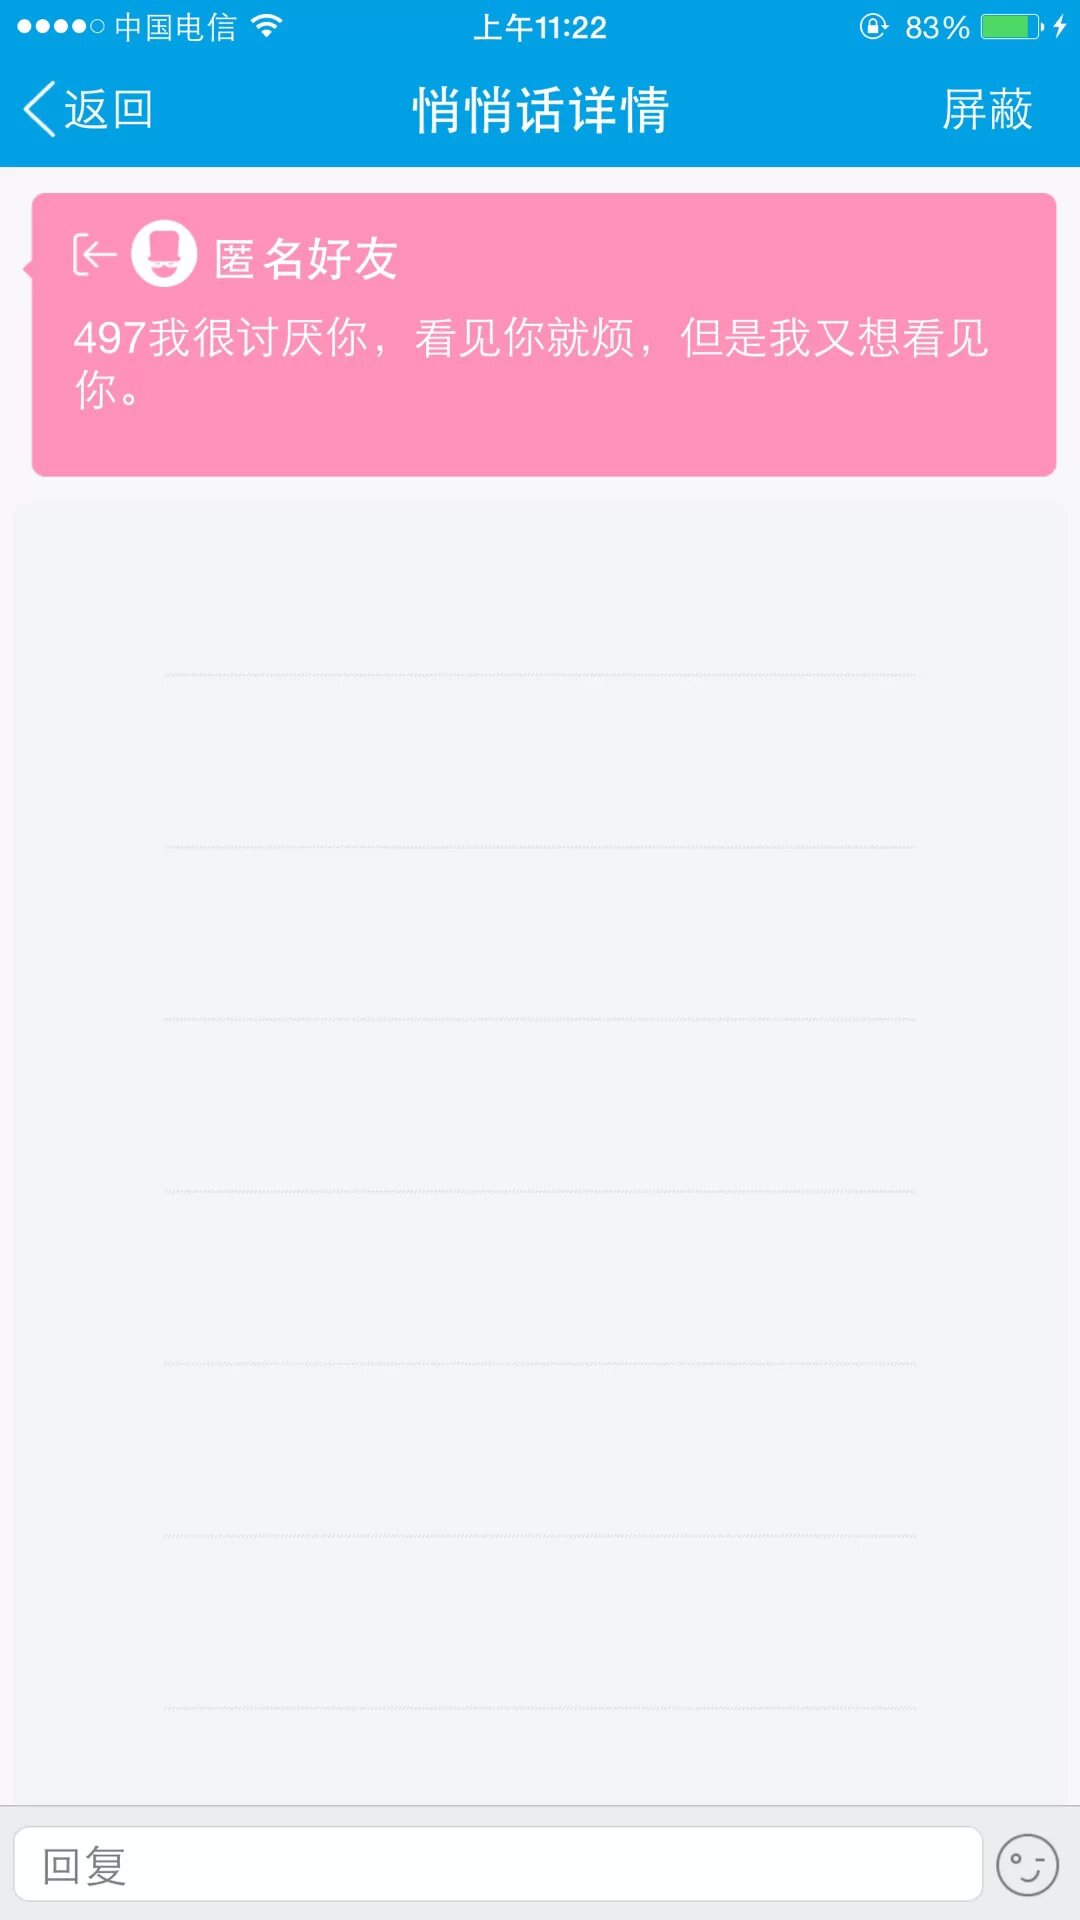 中国电信 上午11:22 83%
返回 悄悄话详情 屏蔽
匿名好友
497我很讨厌你，看见你就烦，但是我又想看见
你。
回复